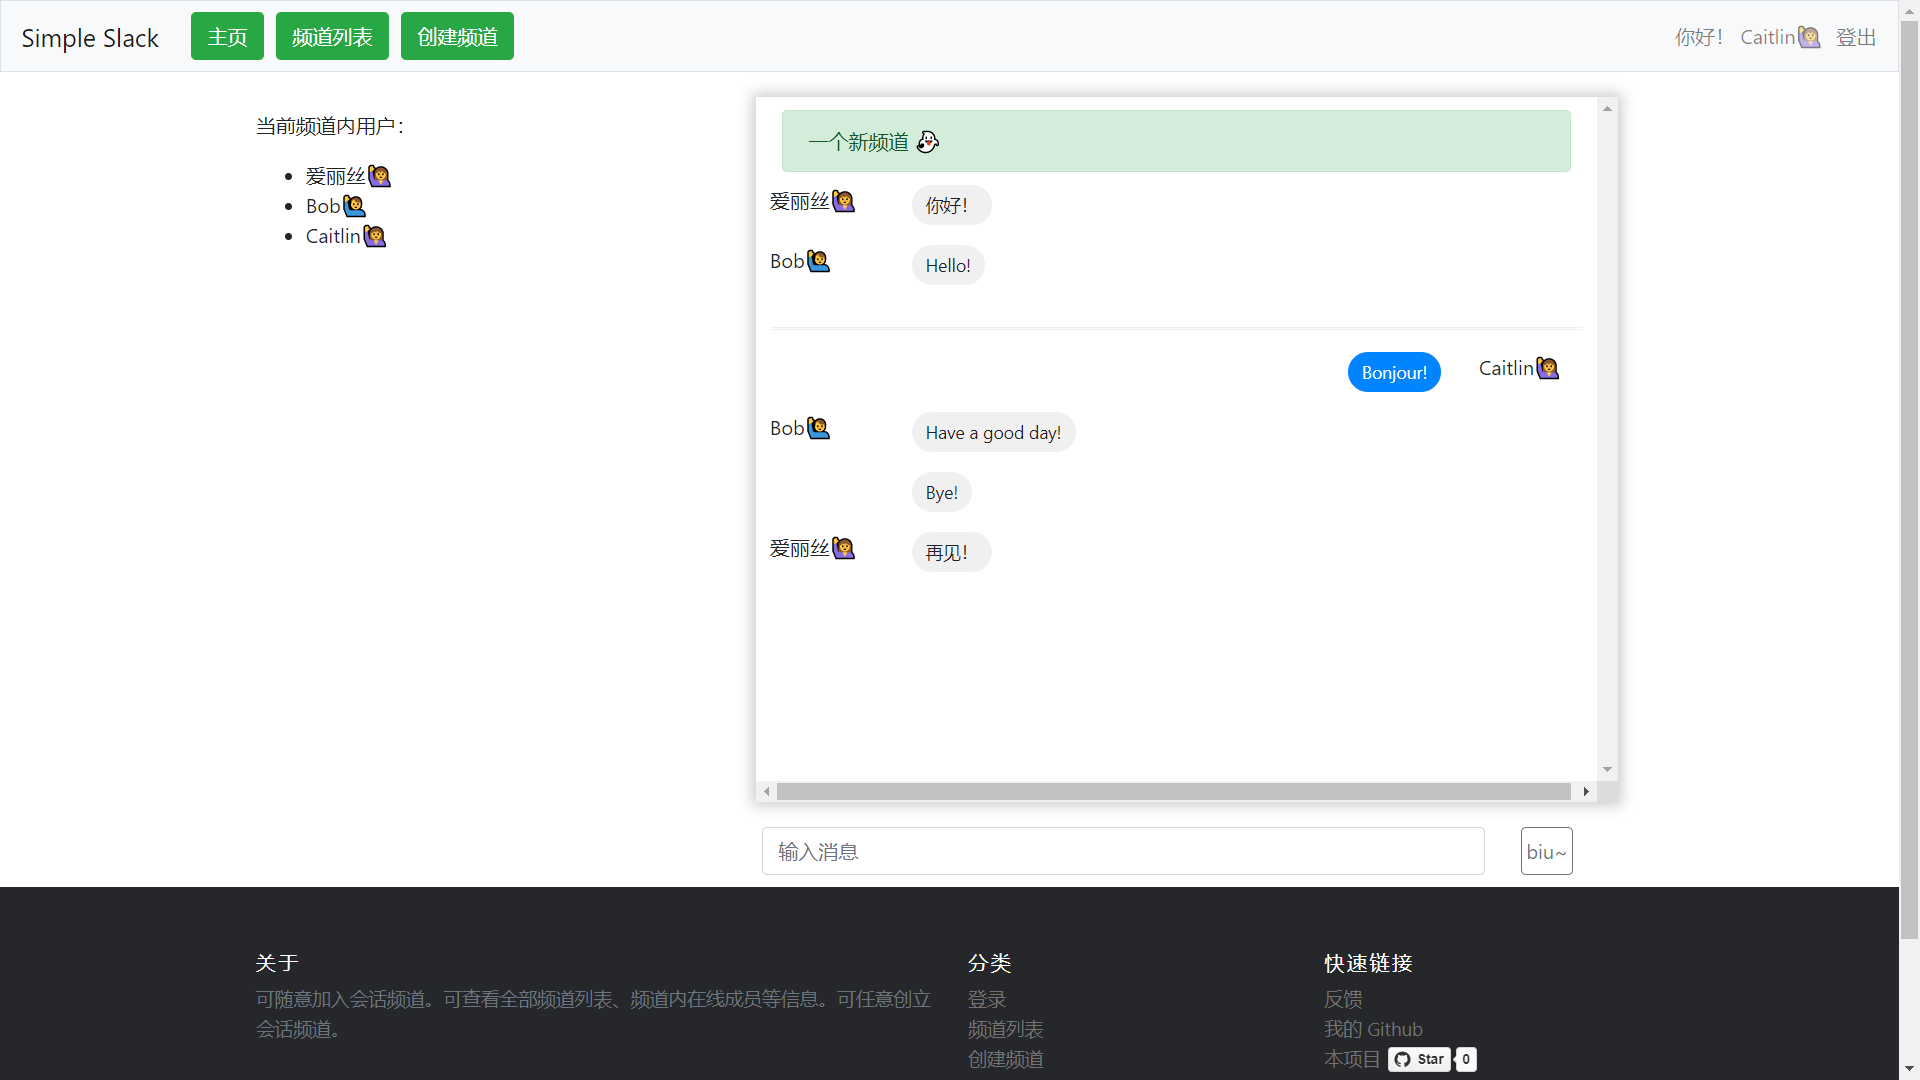 Simple Slack 主页 频道列表 创建频道 你好！ Caitlin🙋🏼‍♀️ 登出
当前频道内用户：
爱丽丝🙋‍♀️
Bob🙋‍♂️
Caitlin🙋‍♀️
一个新频道 👻
爱丽丝🙋‍♀️ 你好！
Bob🙋‍♂️ Hello!
Bonjour! Caitlin🙋‍♀️
Bob🙋‍♂️ Have a good day!
Bye!
爱丽丝🙋‍♀️ 再见！
输入消息 biu~
关于
可随意加入会话频道。可查看全部频道列表、频道内在线成员等信息。可任意创立
会话频道。
分类
登录
频道列表
创建频道
快速链接
反馈
我的 Github
本项目 Star 0